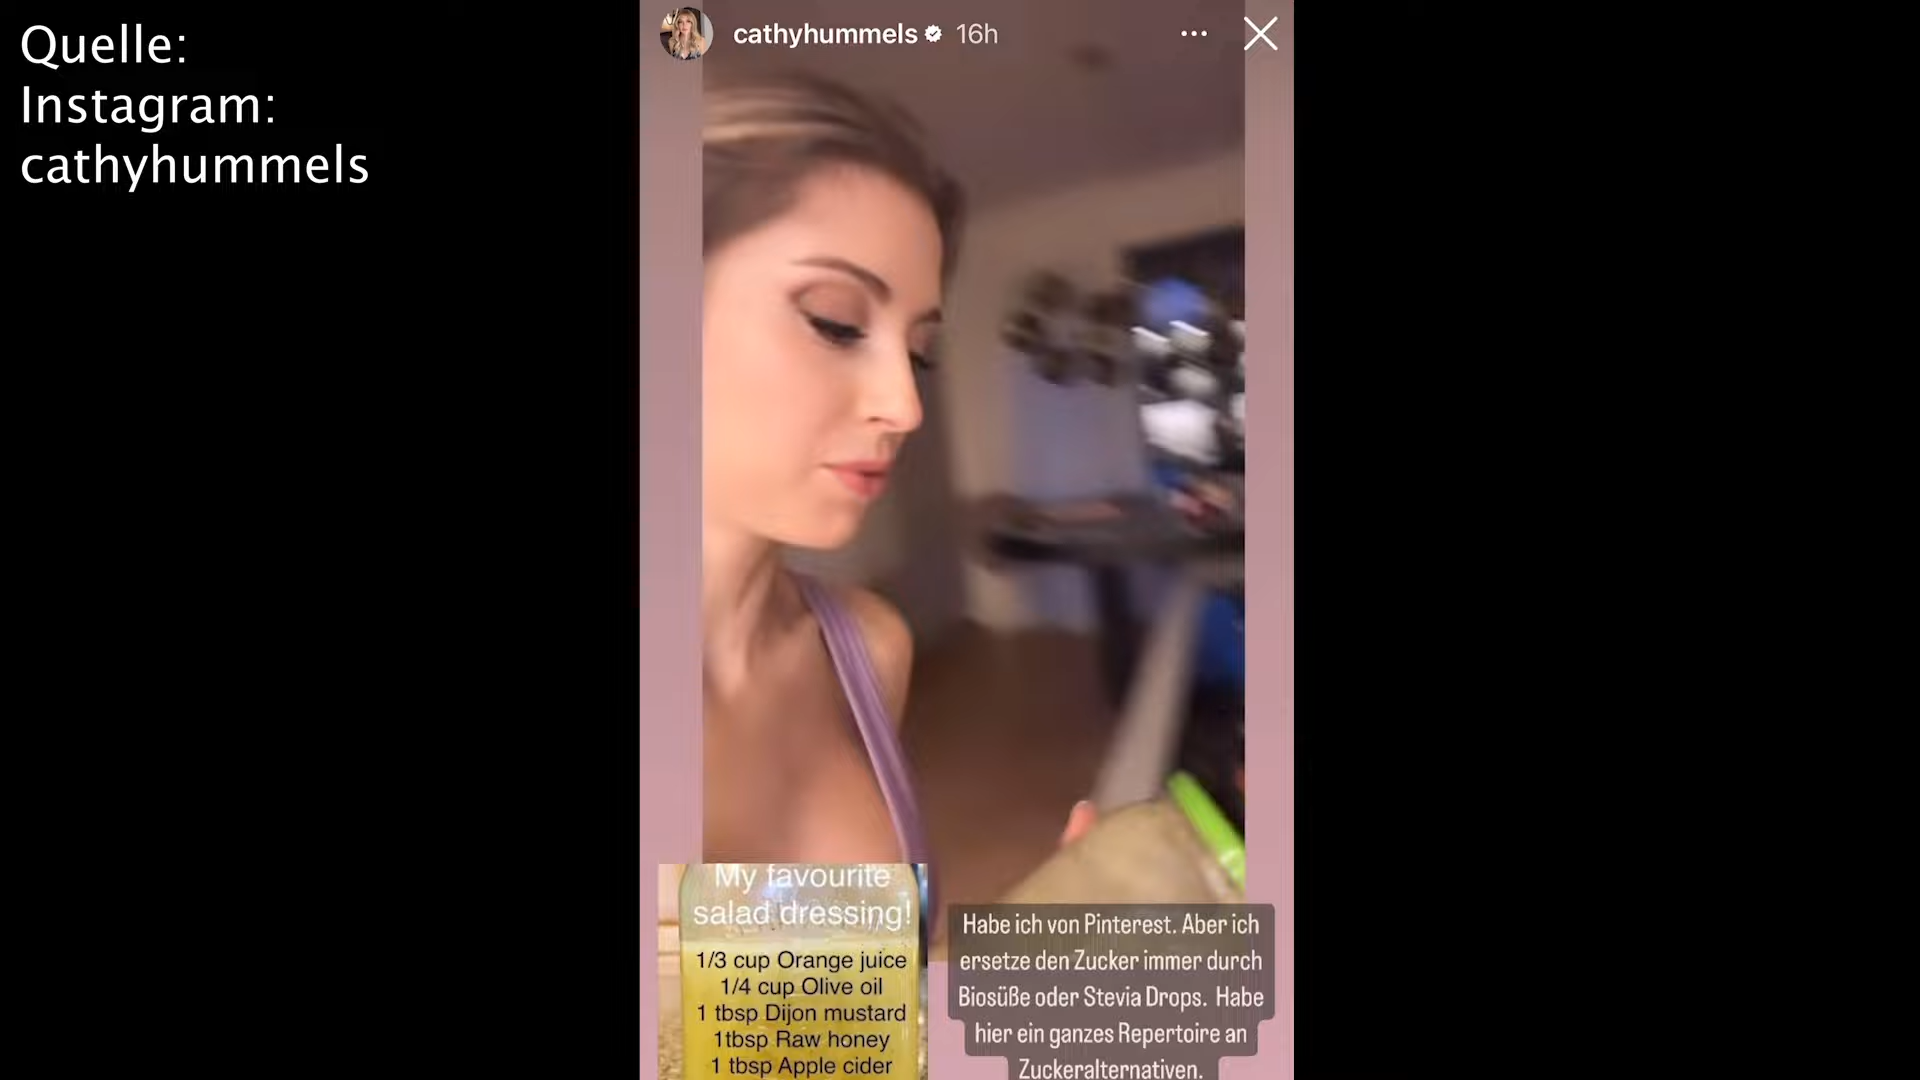 Quelle:
Instagram:
cathyhummels
cathyhummels 16h
My favourite
salad dressing!
1/3 cup Orange juice
1/4 cup Olive oil
1 tbsp Dijon mustard
1tbsp Raw honey
1 tbsp Apple cider
Habe ich von Pinterest. Aber ich
ersetze den Zucker immer durch
Biosüße oder Stevia Drops. Habe
hier ein ganzes Repertoire an
Zuckeralternativen.